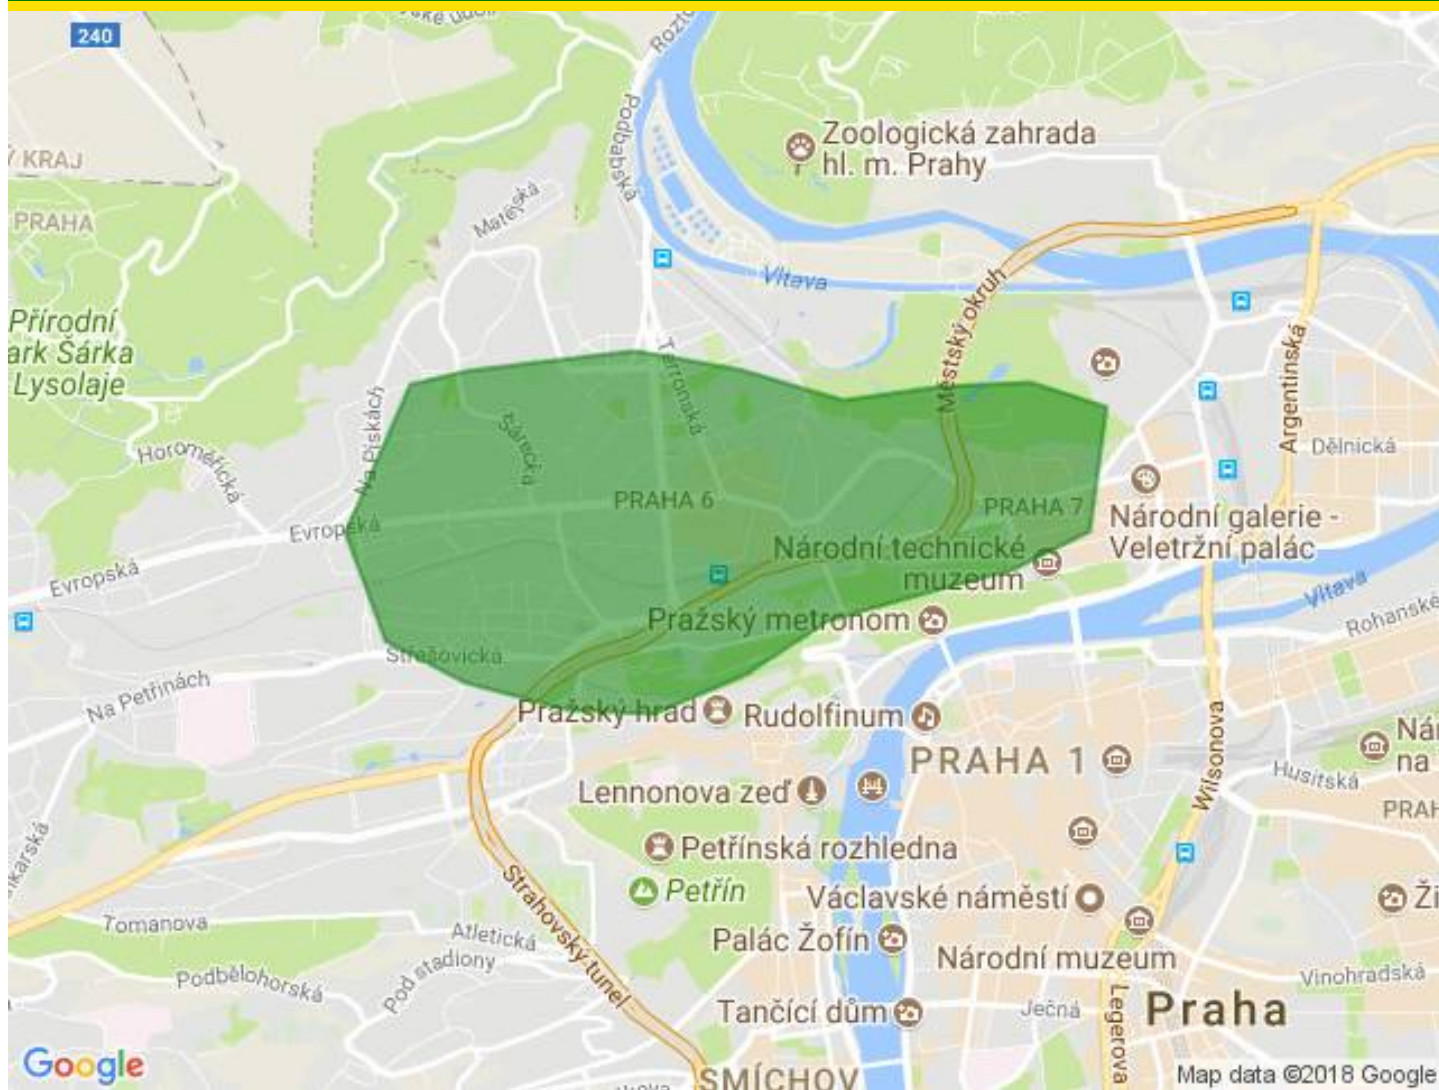 240
Podbabská
Zoologická zahrada
hl. m. Prahy
Ý KRAJ
PRAHA
Matejská
Vltava
Městský okruh
Přírodní
ark Šárka
Lysolaje
Terronská
Argentinská
Na Pískách
Šárecká
Horoměřická
Dělnická
PRAHA 6
PRAHA 7
Evropská
Národní galerie -
Veletržní palác
Evropská
Národní technické
muzeum
Vltava
Pražský metronom
Rohanské
Střešovická
Na Petřinách
Pražský hrad
Rudolfinum
PRAHA 1
Wilsonova
Nár
na
Husitská
Lennonova zeď
PRAH
Petřínská rozhledna
Petřín
Václavské náměstí
Ži
Strahovský tunel
Tomanova
Atletická
Palác Žofín
Národní muzeum
Pod stadiony
Podbělohorská
Vinohradská
Tančící dům
Ječná
Legerova
Praha
Google
SMÍCHOV
Map data ©2018 Google